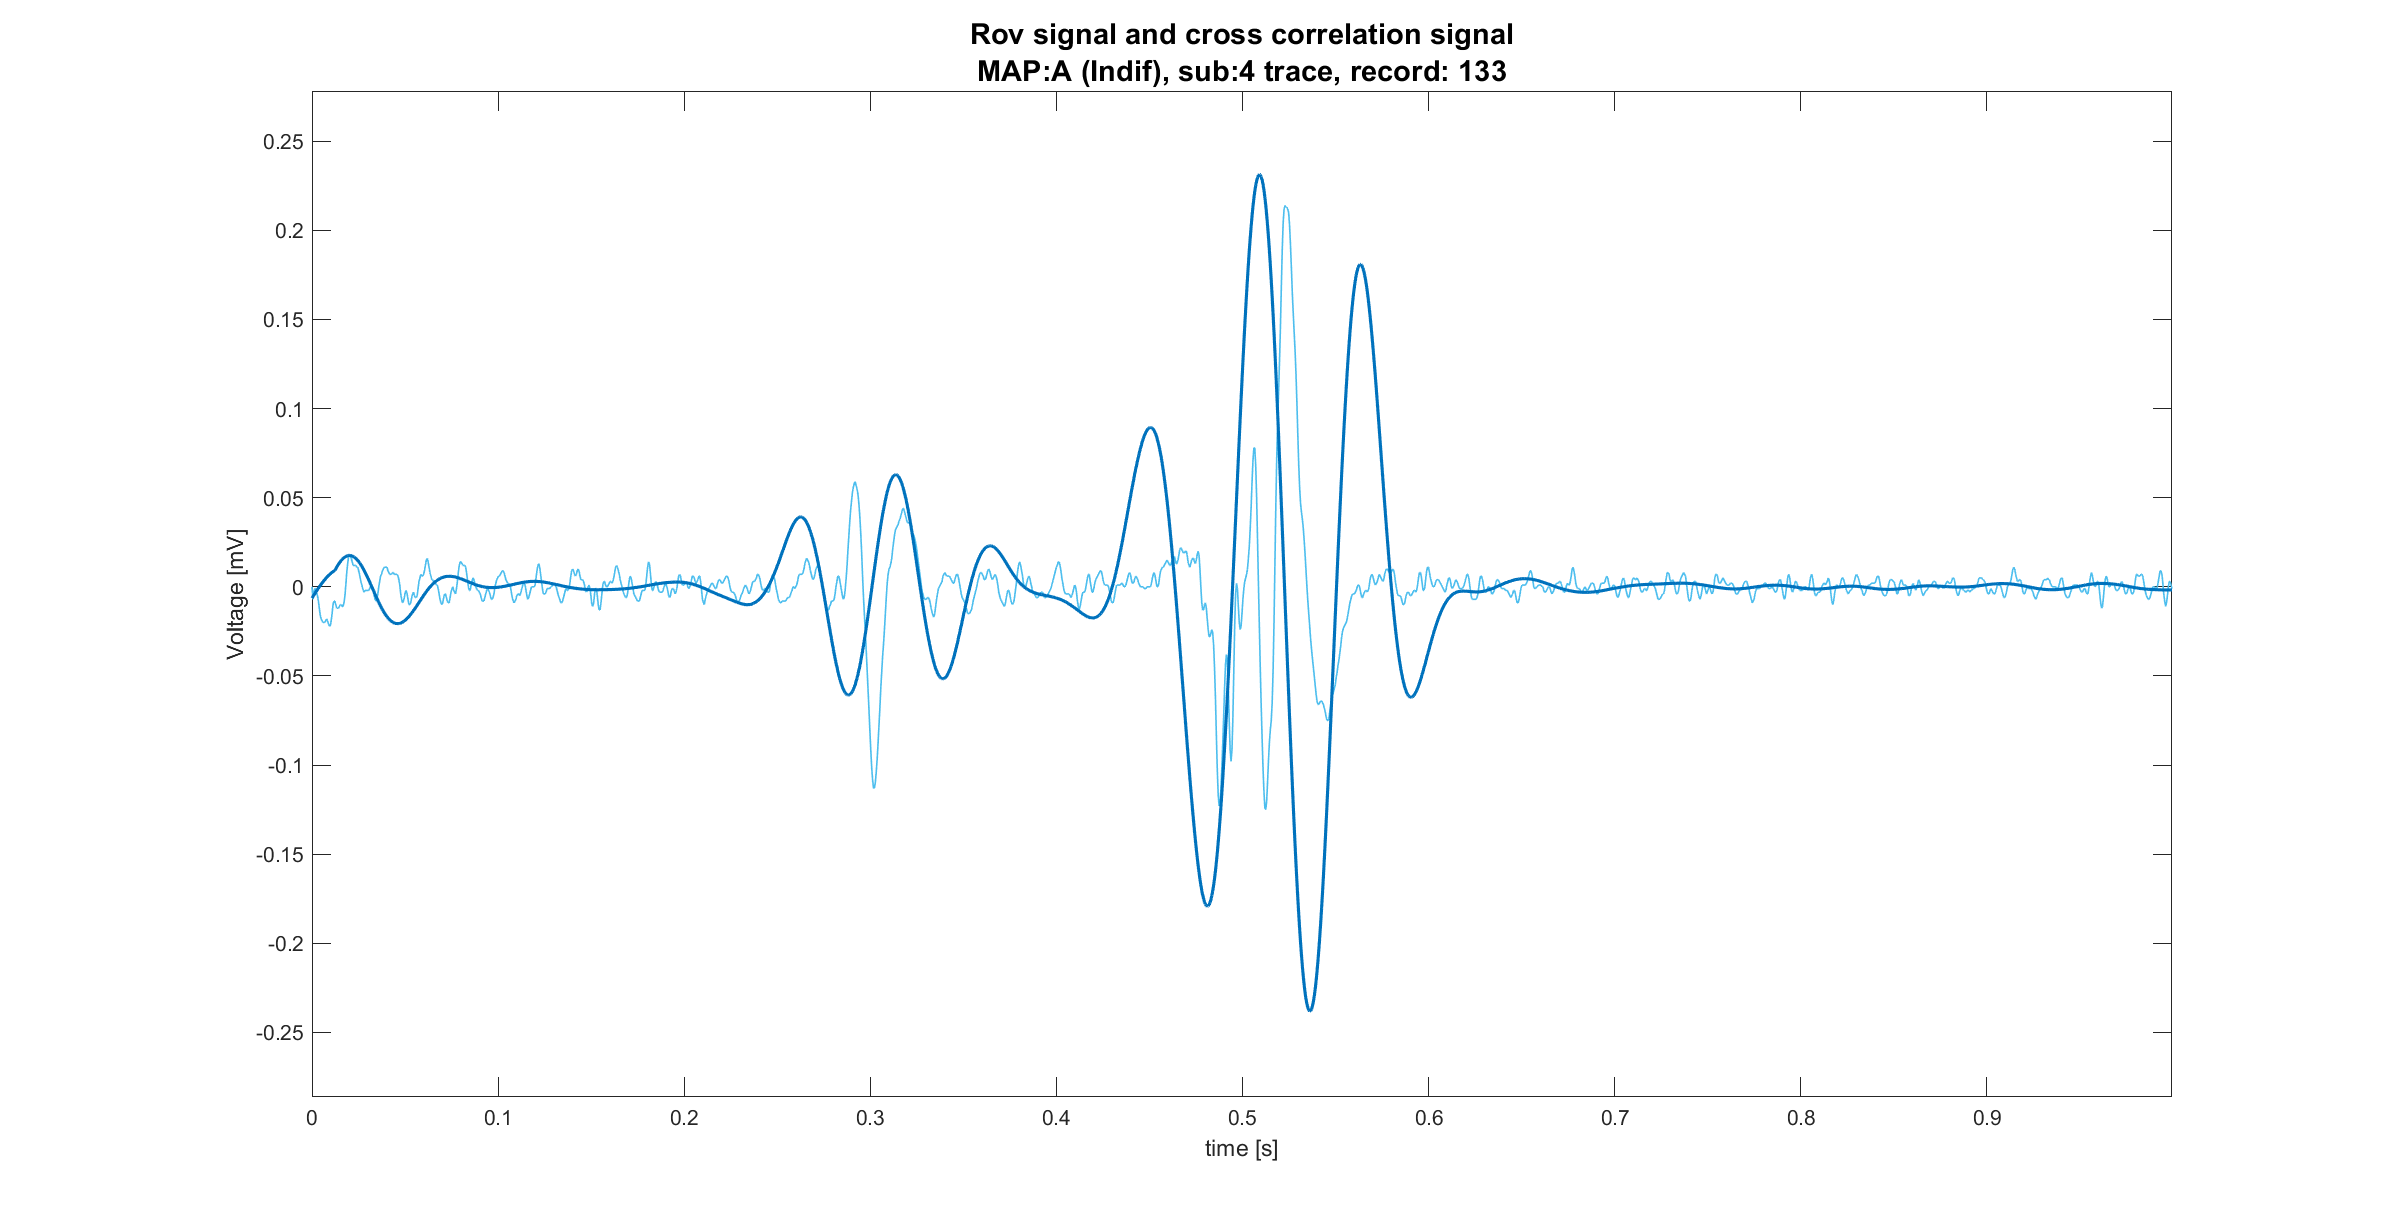 Rov signal and cross correlation signal
MAP:A (Indif), sub:4 trace, record: 133
0.25
0.2
0.15
0.1
0.05
0
-0.05
-0.1
-0.15
-0.2
-0.25
Voltage [mV]
0 0.1 0.2 0.3 0.4 0.5 0.6 0.7 0.8 0.9
time [s]